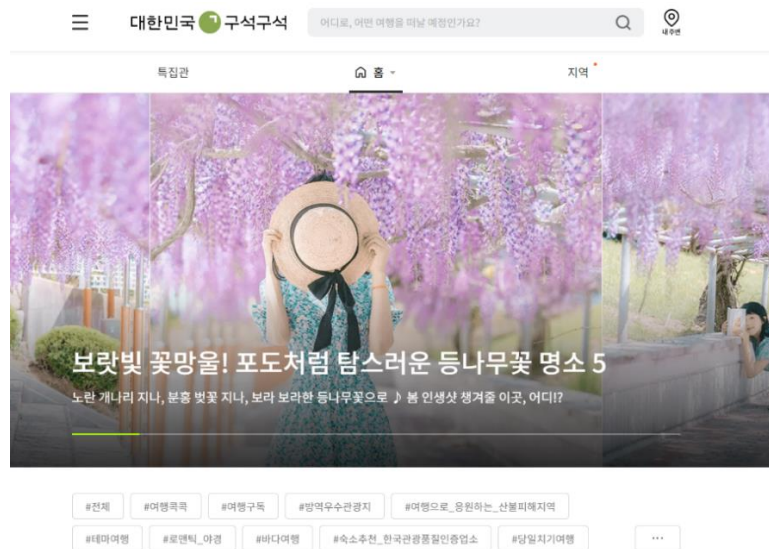 대한민국 구석구석
어디로, 어떤 여행을 떠날 예정인가요?
내 주변
특집관
홈
지역
보랏빛 꽃망울! 포도처럼 탐스러운 등나무꽃 명소 5
노란 개나리 지나, 분홍 벚꽃 지나, 보라 보라한 등나무꽃으로 ♪ 봄 인생샷 챙겨줄 이곳, 어디!?
#전체 #여행콕콕 #여행구독 #방역우수관광지 #여행으로_응원하는_산불피해지역
#테마여행 #로맨틱_야경 #바다여행 #숙소추천_한국관광품질인증업소 #당일치기여행 ···